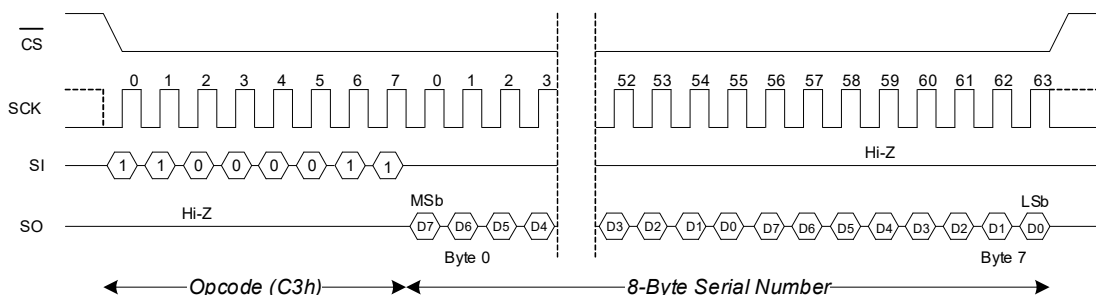 CS
0 1 2 3 4 5 6 7 0 1 2 3 52 53 54 55 56 57 58 59 60 61 62 63
SCK
Hi-Z
SI 1 1 0 0 0 0 1 1
MSb LSb
Hi-Z
SO D7 D6 D5 D4 D3 D2 D1 D0 D7 D6 D5 D4 D3 D2 D1 D0
Byte 0 Byte 7
Opcode (C3h) 8-Byte Serial Number